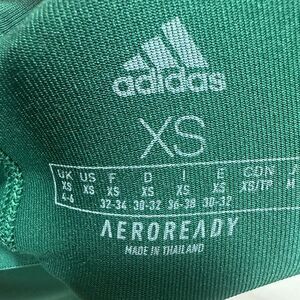 adidas
XS
UK US F D I E CDN J
XS XS XS XS XS XS XS/TP M
4-6 32-34 30-32 36-38 30-32
AEROREADY
MADE IN THAILAND